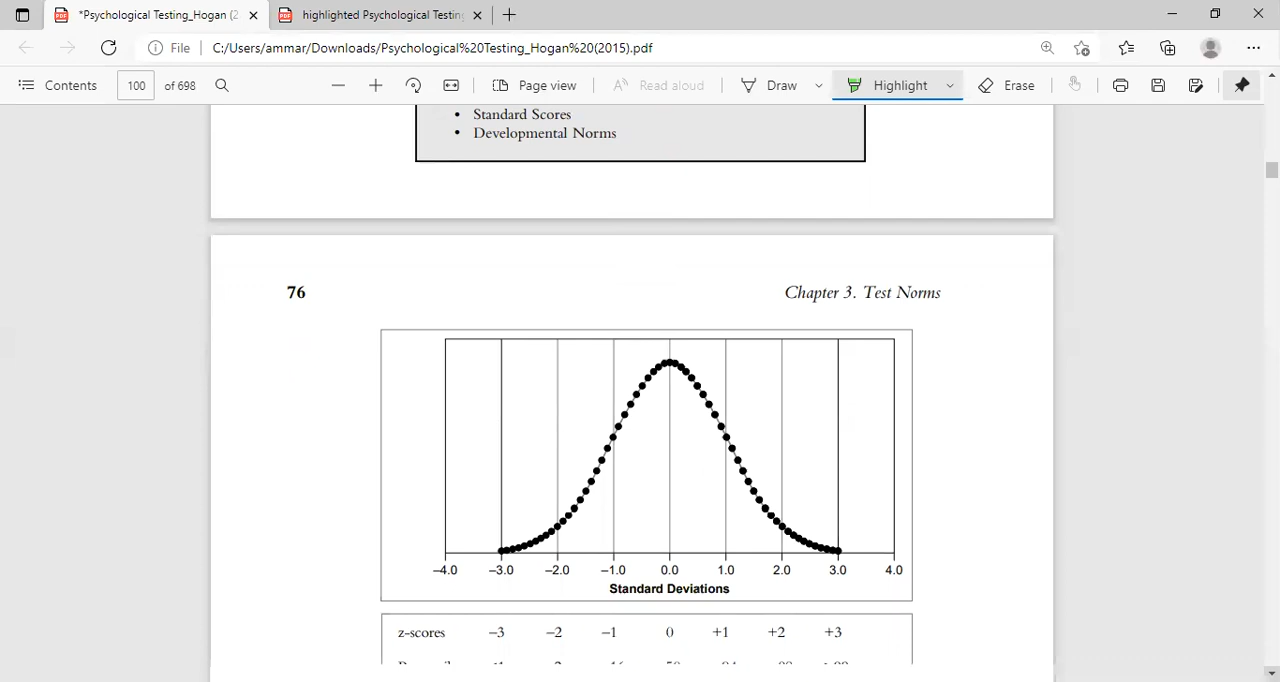 *Psychological Testing_Hogan (2
highlighted Psychological Testing
File
C:/Users/ammar/Downloads/Psychological%20Testing_Hogan%20(2015).pdf
Contents
100
of 698
Page view
Read aloud
Draw
Highlight
Erase
• Standard Scores
• Developmental Norms
76
Chapter 3. Test Norms
–4.0 –3.0 –2.0 –1.0 0.0 1.0 2.0 3.0 4.0
Standard Deviations
z-scores –3 –2 –1 0 +1 +2 +3